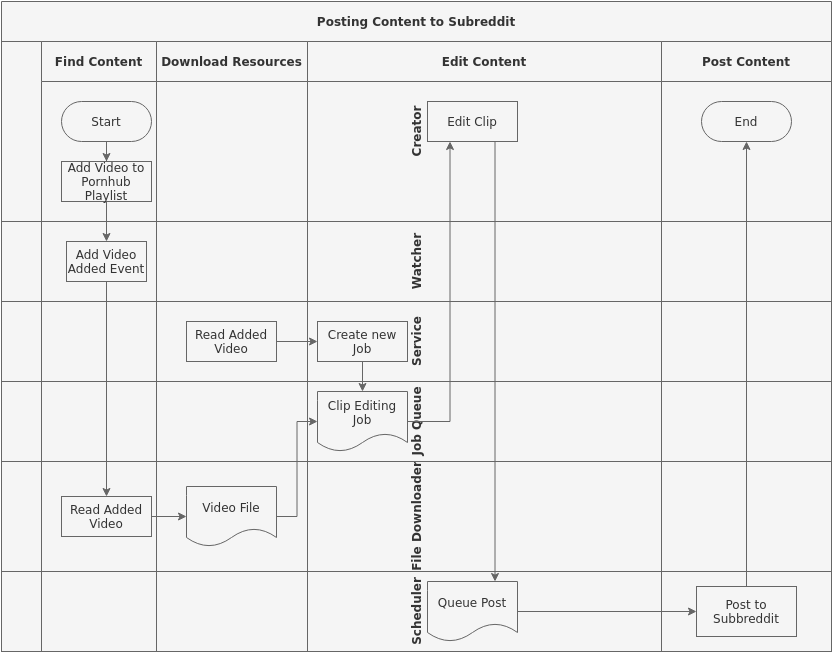 Posting Content to Subreddit
Find Content
Download Resources
Edit Content
Post Content
Creator
Start
Edit Clip
End
Add Video to
Pornhub
Playlist
Watcher
Add Video
Added Event
Service
Read Added
Video
Create new
Job
Job Queue
Clip Editing
Job
File Downloader
Read Added
Video
Video File
Scheduler
Queue Post
Post to
Subbreddit